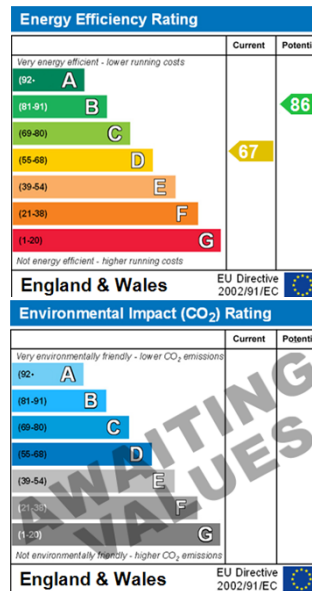 Energy Efficiency Rating
Current Potenti
Very energy efficient - lower running costs
(92- A
(81-91) B
(69-80) C
(55-68) D
(39-54) E
(21-38) F
(1-20) G
67
86
Not energy efficient - higher running costs
England & Wales
EU Directive
2002/91/EC
Environmental Impact (CO₂) Rating
Current Potenti
Very environmentally friendly - lower CO₂ emissions
(92- A
(81-91) B
(69-80) C
(55-68) D
(39-54) E
(21-38) F
(1-20) G
AWAITING
VALUES
Not environmentally friendly - higher CO₂ emissions
England & Wales
EU Directive
2002/91/EC